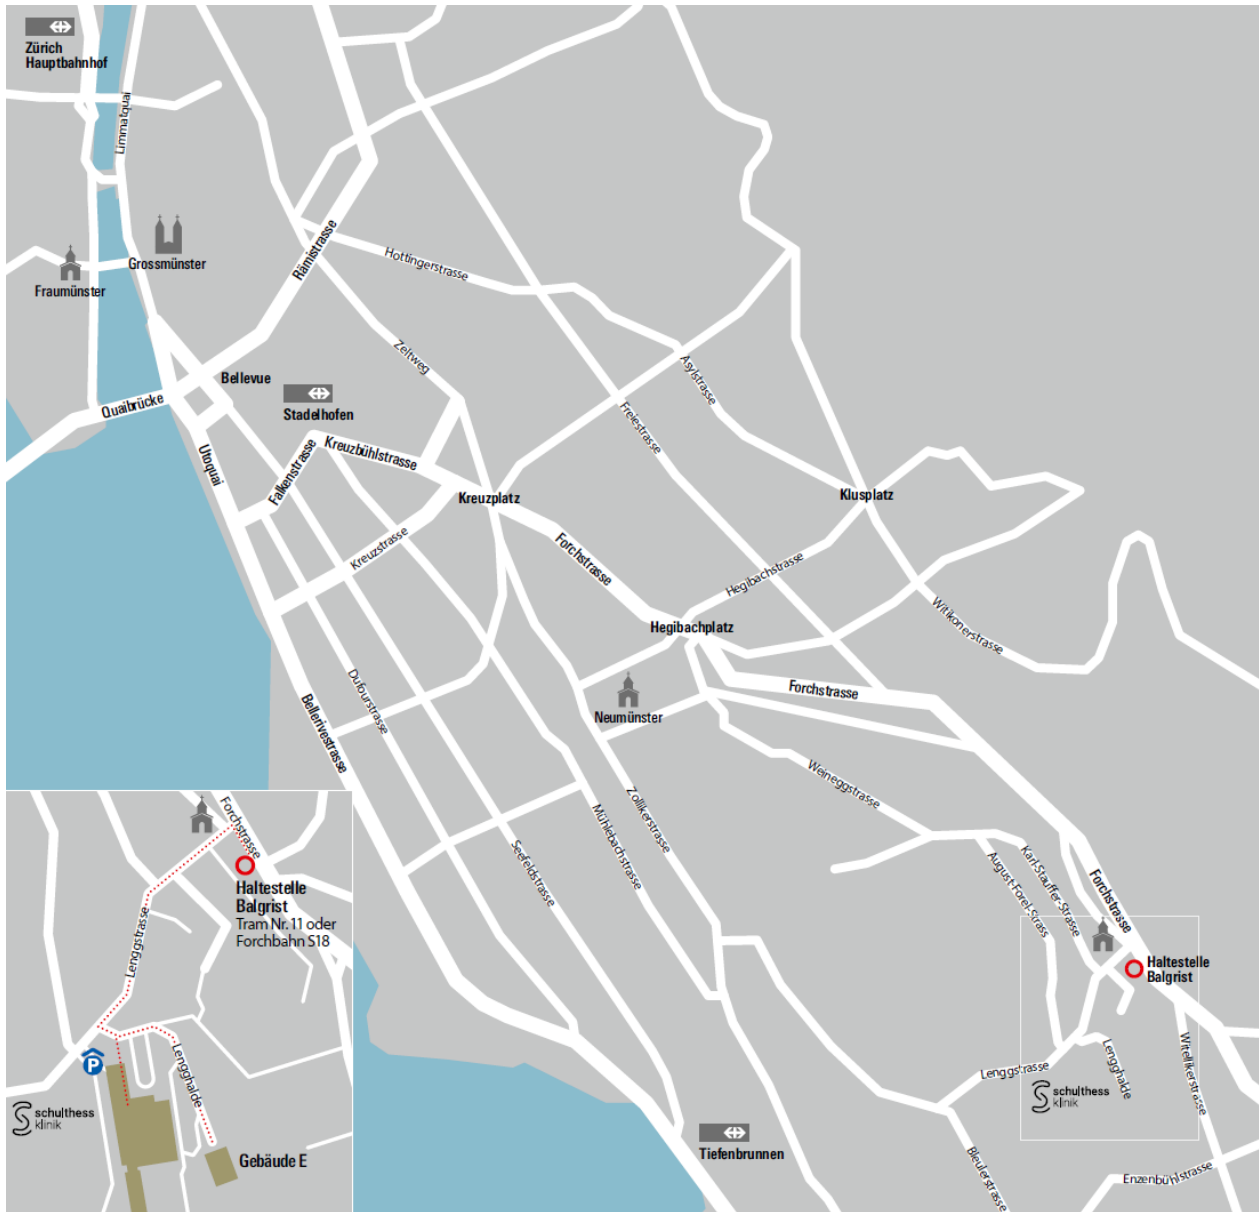 Zürich
Hauptbahnhof
Limmatquai
Grossmünster
Fraumünster
Rämistrasse
Hottingerstrasse
Zeltweg
Bellevue
Quaibrücke
Stadelhofen
Asylstrasse
Freiestrasse
Utoquai
Falkenstrasse
Kreuzbühlstrasse
Kreuzplatz
Klusplatz
Kreuzstrasse
Forchstrasse
Hegibachstrasse
Hegibachplatz
Witikonerstrasse
Dufourstrasse
Bellerivestrasse
Neumünster
Forchstrasse
Weineggstrasse
Zollikerstrasse
Mühlebachstrasse
Seefeldstrasse
August-Forel-Strass
Karl-Stauffer-Strasse
Forchstrasse
Haltestelle
Balgrist
Lenggstrasse
Lengghalde
Witellikerstrasse
schulthess
klinik
Tiefenbrunnen
Bleulerstrasse
Enzenbühlstrasse
Forchstrasse
Haltestelle
Balgrist
Tram Nr. 11 oder
Forchbahn S18
Lenggstrasse
P
Lengghalde
schulthess
klinik
Gebäude E